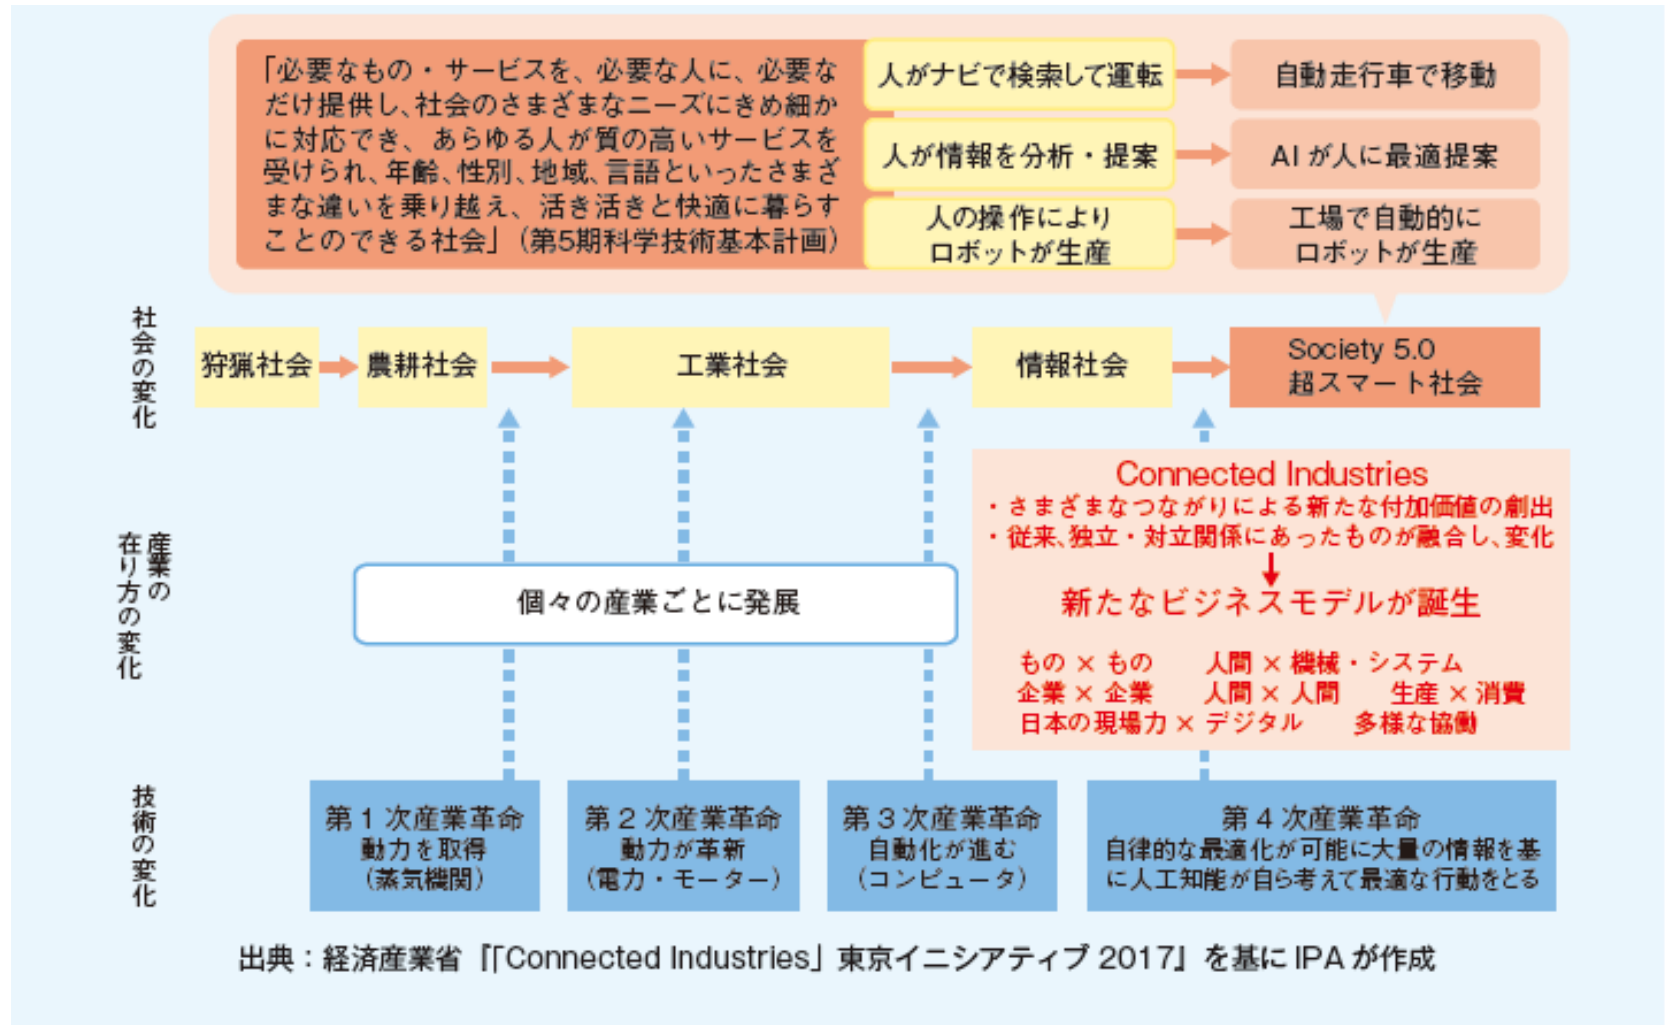 「必要なもの・サービスを、必要な人に、必要な
だけ提供し、社会のさまざまなニーズにきめ細か
に対応でき、あらゆる人が質の高いサービスを
受けられ、年齢、性別、地域、言語といったさまざ
まな違いを乗り越え、活き活きと快適に暮らす
ことのできる社会」(第5期科学技術基本計画)
人がナビで検索して運転
自動走行車で移動
人が情報を分析・提案
AIが人に最適提案
人の操作により
ロボットが生産
工場で自動的に
ロボットが生産
社会の変化
狩猟社会
農耕社会
工業社会
情報社会
Society 5.0
超スマート社会
産業の
在り方の変化
個々の産業ごとに発展
Connected Industries
・さまざまなつながりによる新たな付加価値の創出
・従来、独立・対立関係にあったものが融合し、変化
新たなビジネスモデルが誕生
もの × もの 人間 × 機械・システム
企業 × 企業 人間 × 人間 生産 × 消費
日本の現場力 × デジタル 多様な協働
技術の変化
第1次産業革命
動力を取得
(蒸気機関)
第2次産業革命
動力が革新
(電力・モーター)
第3次産業革命
自動化が進む
(コンピュータ)
第4次産業革命
自律的な最適化が可能に大量の情報を基
に人工知能が自ら考えて最適な行動をとる
出典:経済産業省『「Connected Industries」東京イニシアティブ 2017』を基にIPAが作成